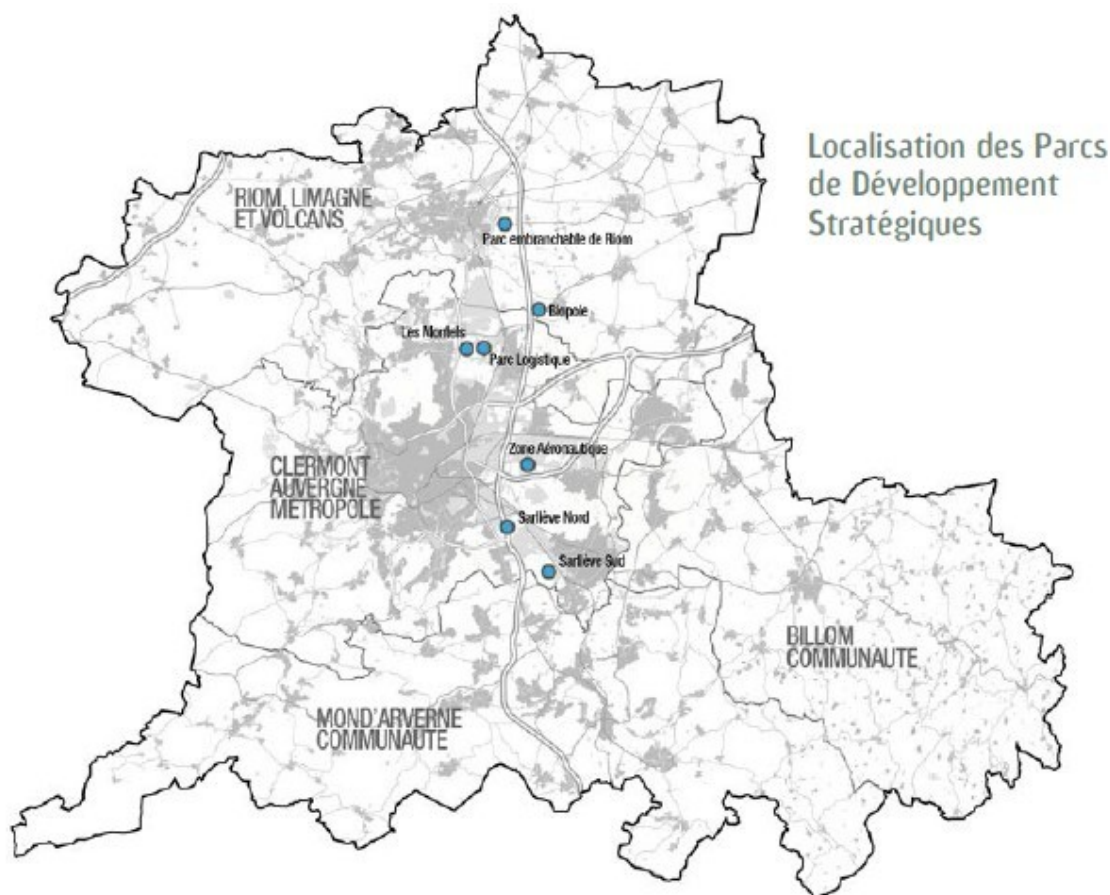 Localisation des Parcs
de Développement
Stratégiques
RIOM, LIMAGNE
ET VOLCANS
Parc embranchable de Riom
Biopole
Les Montels
Parc Logistique
Zone Aéronautique
CLERMONT
AUVERGNE
METROPOLE
Sarliève Nord
Sarliève Sud
BILLOM
COMMUNAUTE
MOND'ARVERNE
COMMUNAUTE